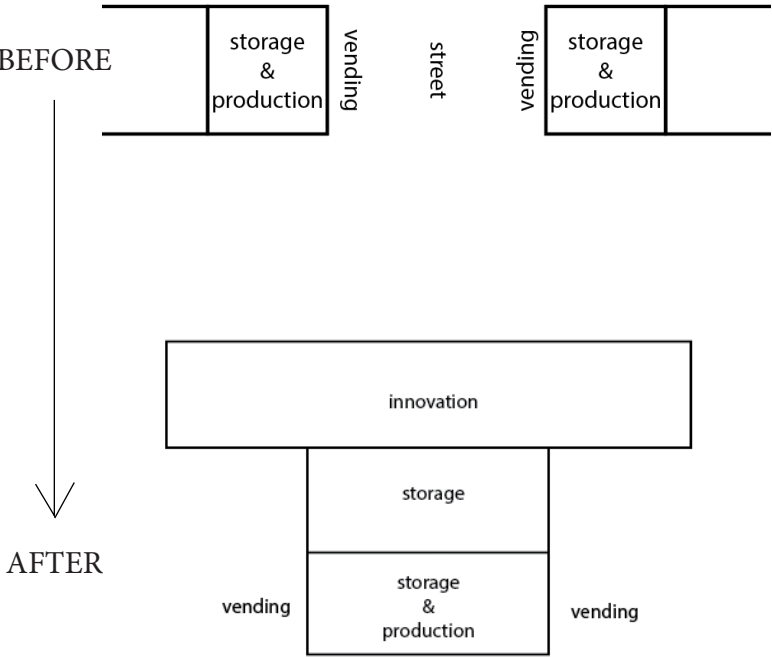 BEFORE
storage
&
production
vending
street
vending
storage
&
production
innovation
storage
AFTER
vending
storage
&
production
vending